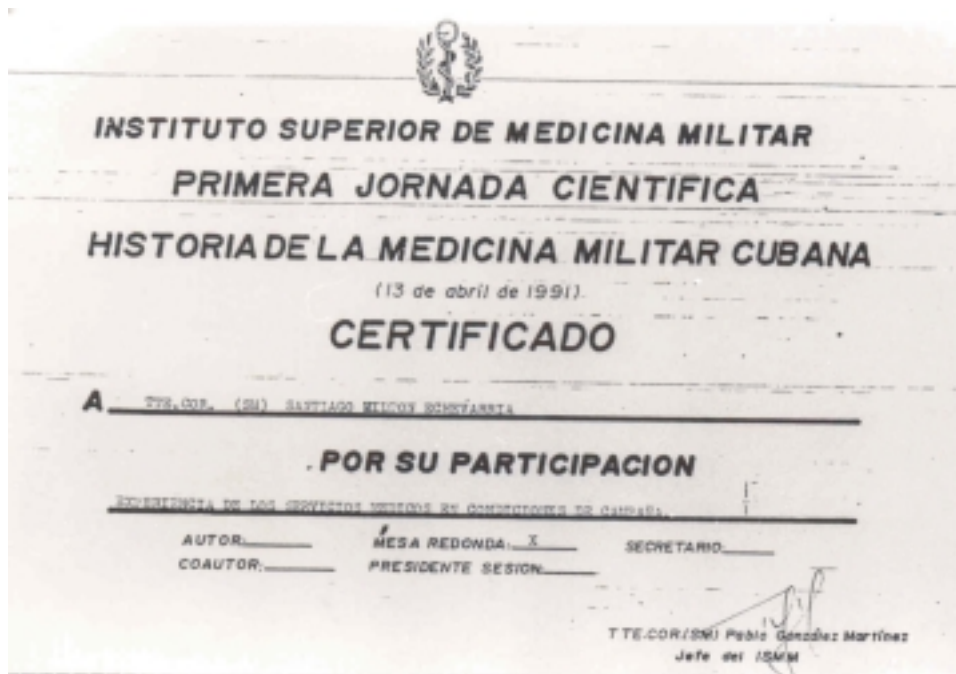 INSTITUTO SUPERIOR DE MEDICINA MILITAR
PRIMERA JORNADA CIENTIFICA
HISTORIA DE LA MEDICINA MILITAR CUBANA
(13 de abril de 1991)
CERTIFICADO
A TTE.COR. (SM) SANTIAGO ECHEVARRIA
POR SU PARTICIPACION
EXPERIENCIA DE LOS SERVICIOS MEDICOS EN CONDICIONES DE CAMPAÑA.
AUTOR: MESA REDONDA: X SECRETARIO:
COAUTOR: PRESIDENTE SESION:
TTE.COR(SM) Pablo González Martínez
Jefe del ISMM